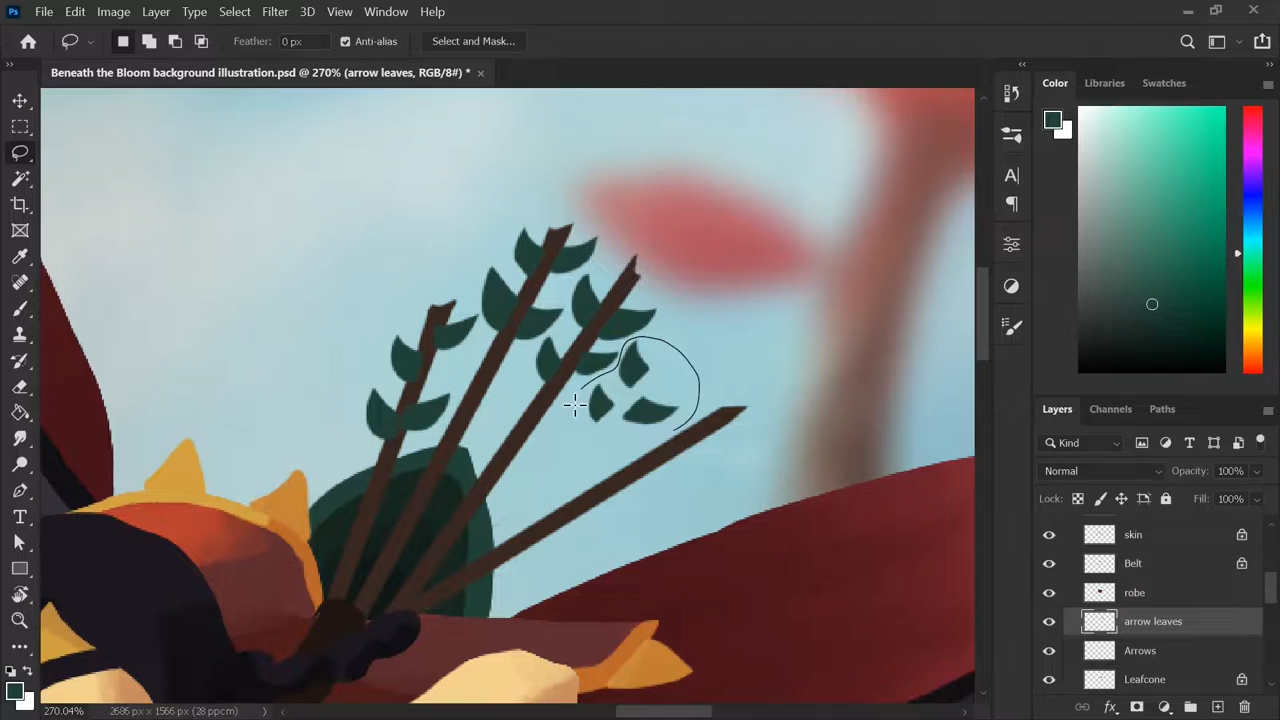 Ps File Edit Image Layer Type Select Filter 3D View Window Help
Feather: 0 px Anti-alias Select and Mask...
Beneath the Bloom background illustration.psd @ 270% (arrow leaves, RGB/8#) * ×
Color Libraries Swatches
Layers Channels Paths
Kind
Normal Opacity: 100%
Lock: Fill: 100%
skin
Belt
robe
arrow leaves
Arrows
Leafcone
270.04% 2686 px x 1566 px (28 ppcm)